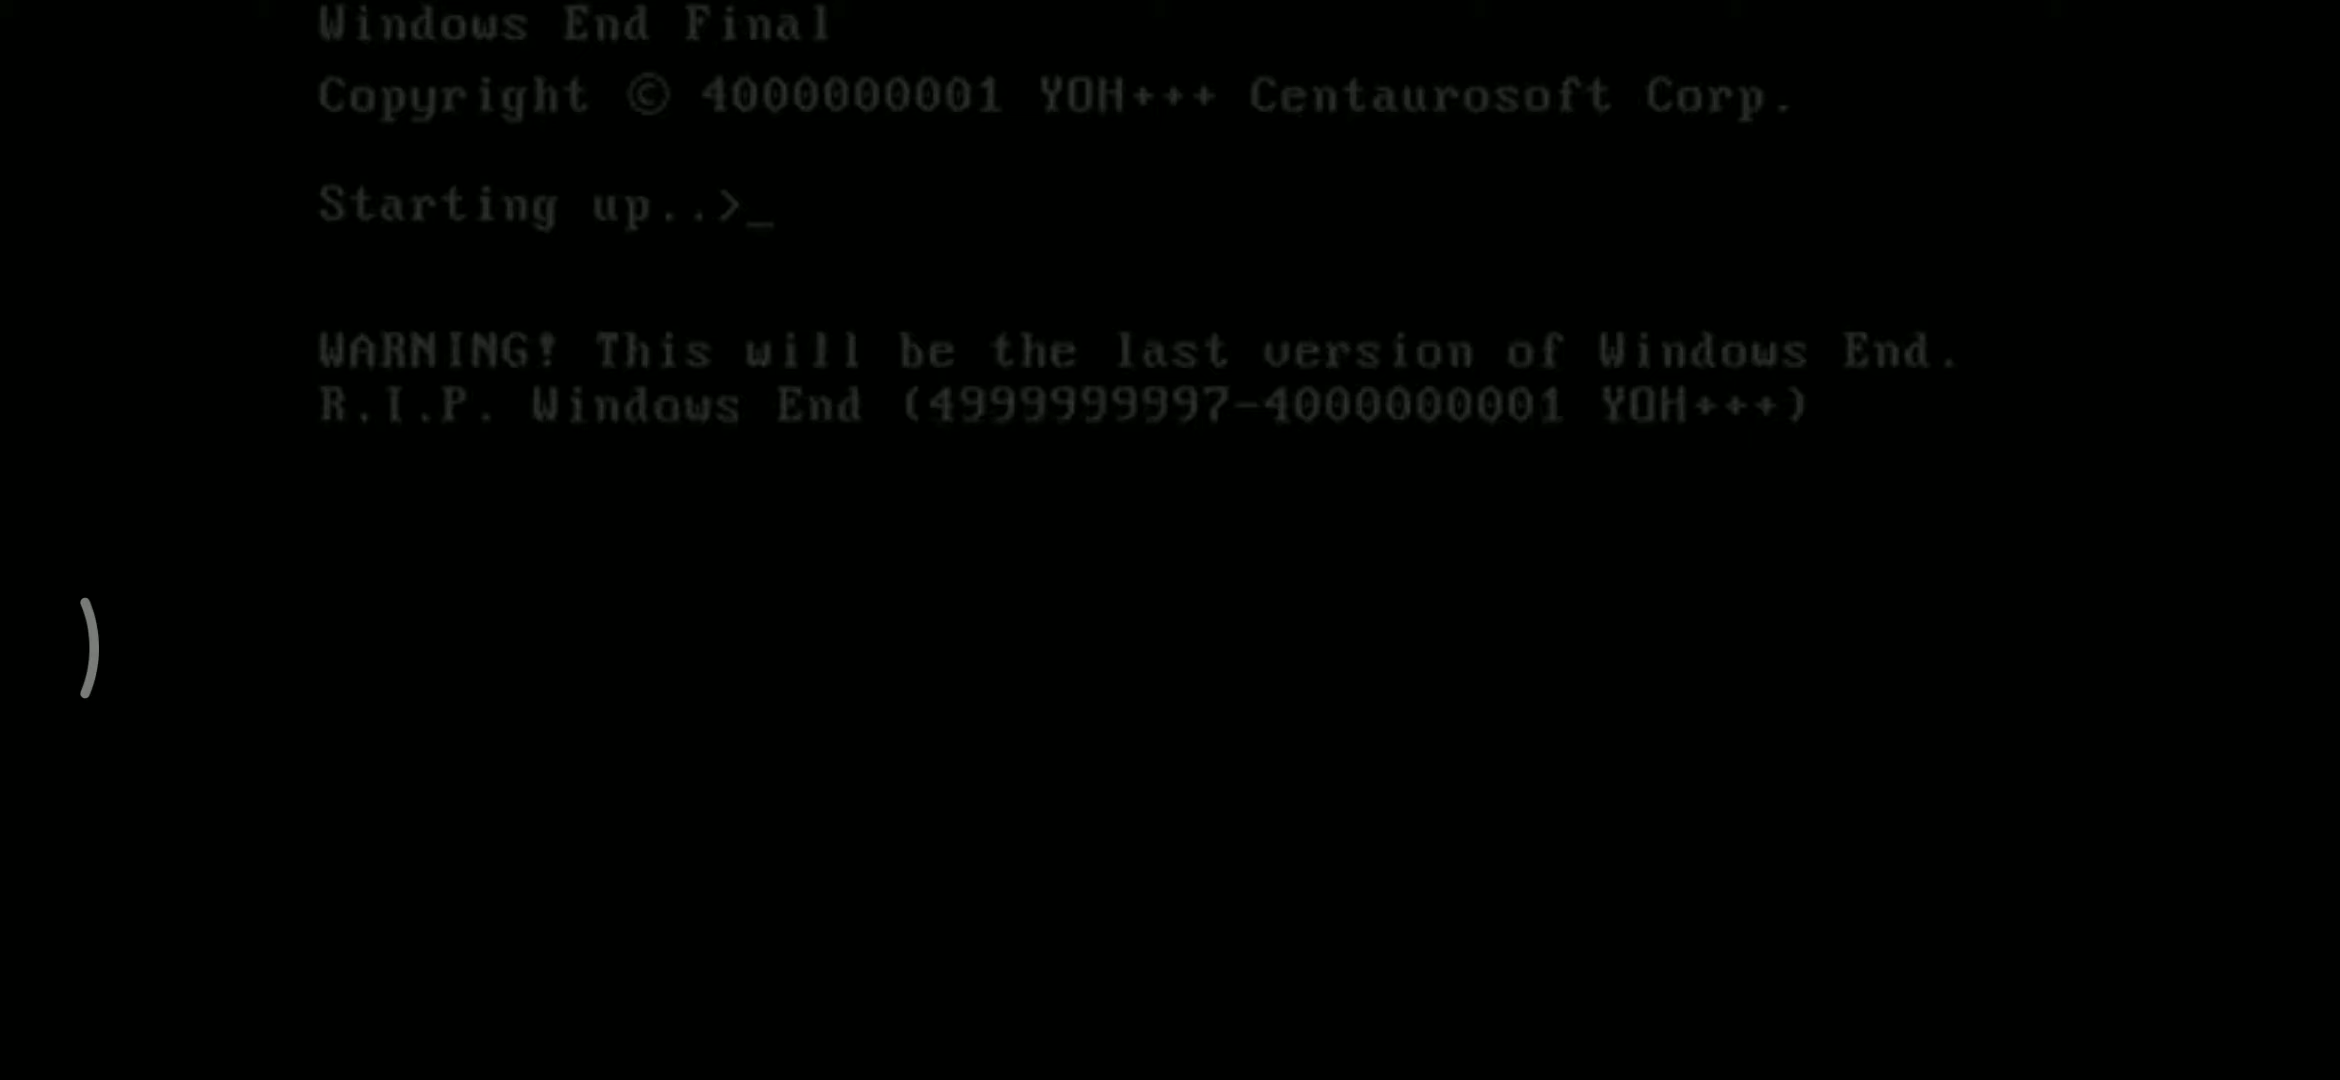 Windows End Final
Copyright © 4000000001 YOH+++ Centaurosoft Corp.
Starting up..>_
WARNING! This will be the last version of Windows End.
R.I.P. Windows End (4999999997-4000000001 YOH+++)